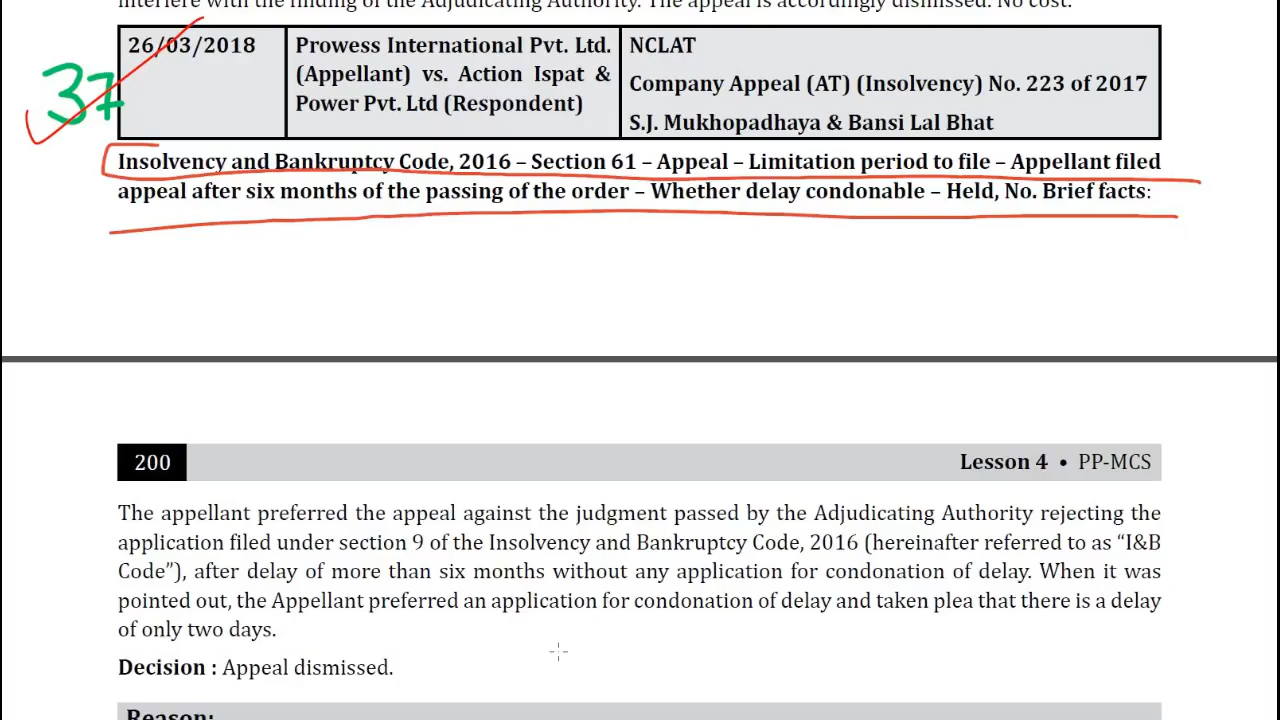 interfere with the finding of the Adjudicating Authority. The appeal is accordingly dismissed. No cost.
37
26/03/2018
Prowess International Pvt. Ltd.
(Appellant) vs. Action Ispat &
Power Pvt. Ltd (Respondent)
NCLAT
Company Appeal (AT) (Insolvency) No. 223 of 2017
S.J. Mukhopadhaya & Bansi Lal Bhat
Insolvency and Bankruptcy Code, 2016 – Section 61 – Appeal – Limitation period to file – Appellant filed
appeal after six months of the passing of the order – Whether delay condonable – Held, No. Brief facts:
200
Lesson 4 • PP-MCS
The appellant preferred the appeal against the judgment passed by the Adjudicating Authority rejecting the
application filed under section 9 of the Insolvency and Bankruptcy Code, 2016 (hereinafter referred to as “I&B
Code”), after delay of more than six months without any application for condonation of delay. When it was
pointed out, the Appellant preferred an application for condonation of delay and taken plea that there is a delay
of only two days.
Decision : Appeal dismissed.
Reason: